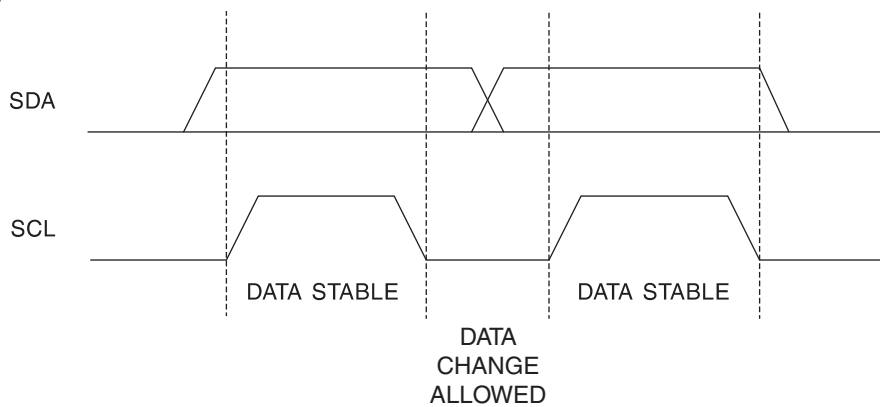 SDA
SCL
DATA STABLE
DATA STABLE
DATA
CHANGE
ALLOWED